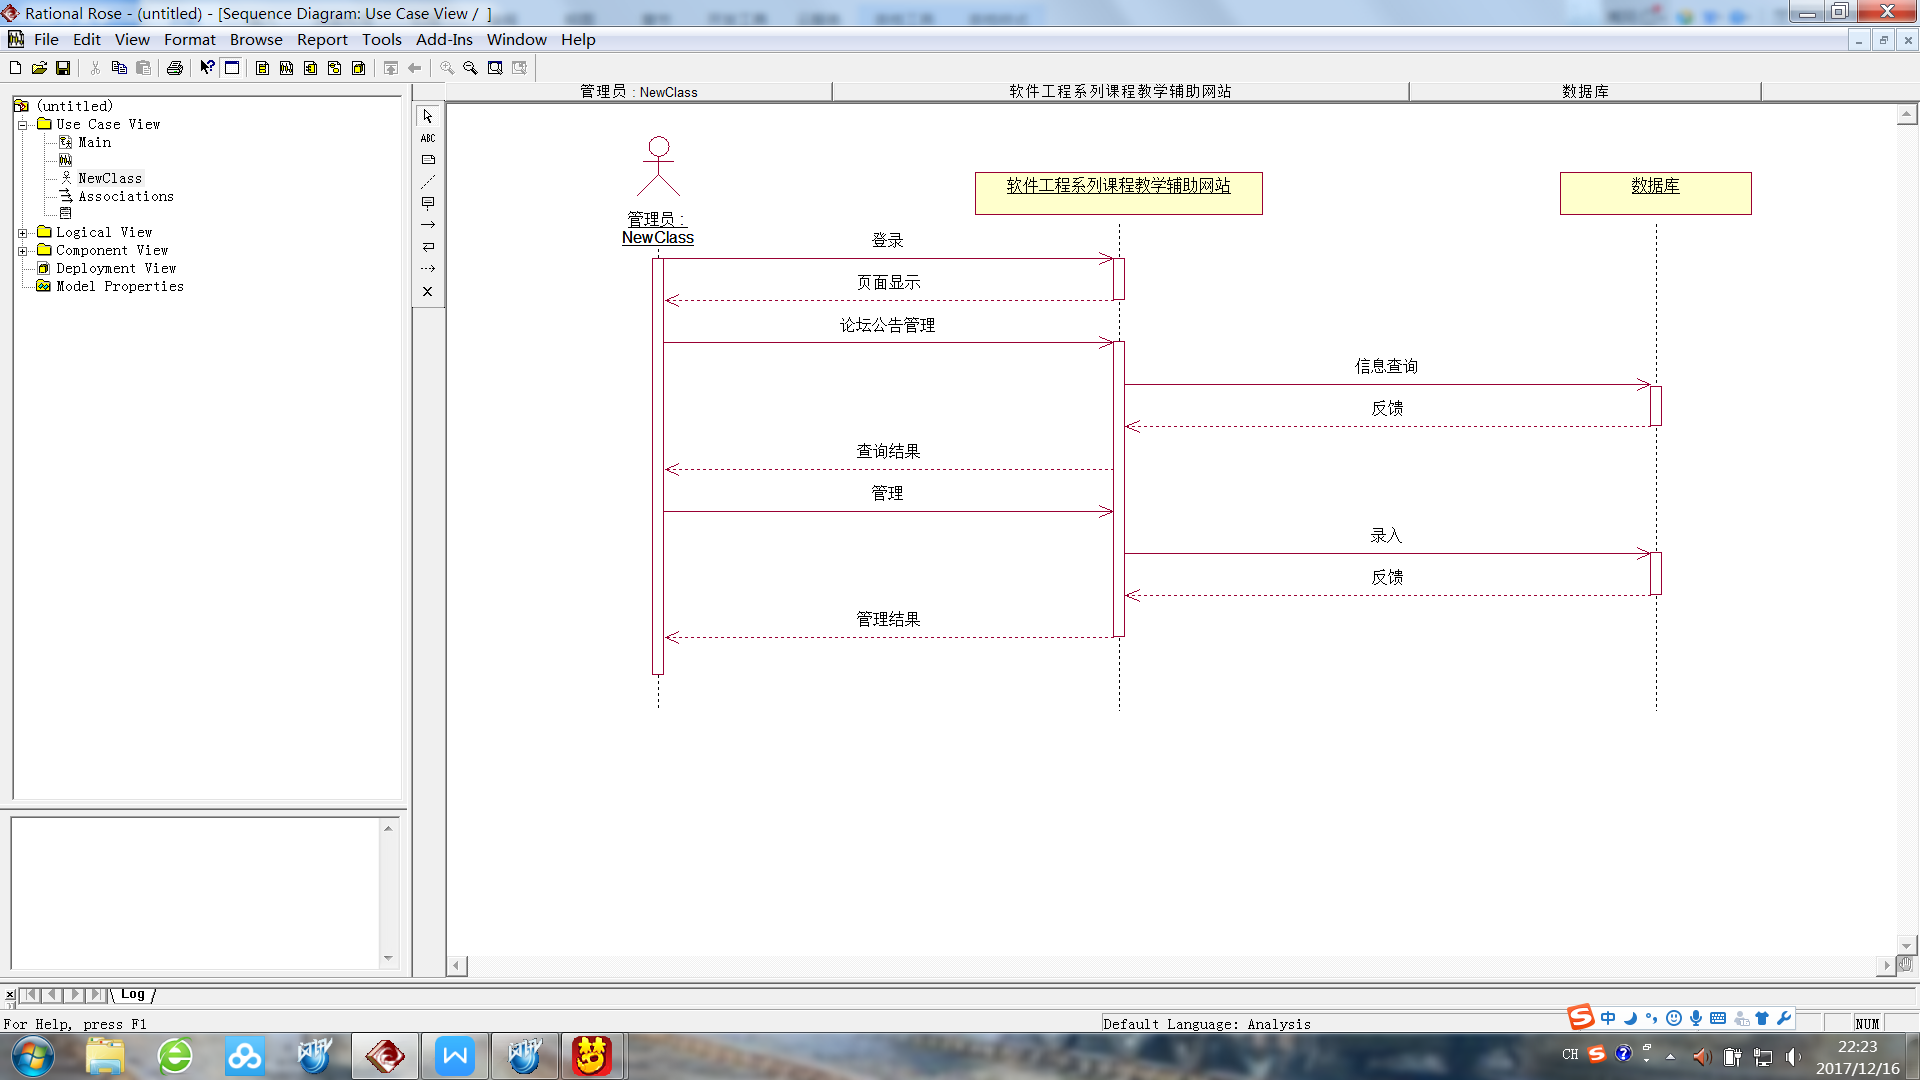 Rational Rose - (untitled) - [Sequence Diagram: Use Case View / ]
File Edit View Format Browse Report Tools Add-Ins Window Help
管理员 : NewClass
软件工程系列课程教学辅助网站
数据库
(untitled)
Use Case View
Main
NewClass
Associations
Logical View
Component View
Deployment View
Model Properties
ABC
管理员 :
NewClass
软件工程系列课程教学辅助网站
数据库
登录
页面显示
论坛公告管理
信息查询
反馈
查询结果
管理
录入
反馈
管理结果
Log
For Help, press F1
Default Language: Analysis
NUM
中
CH
22:23
2017/12/16